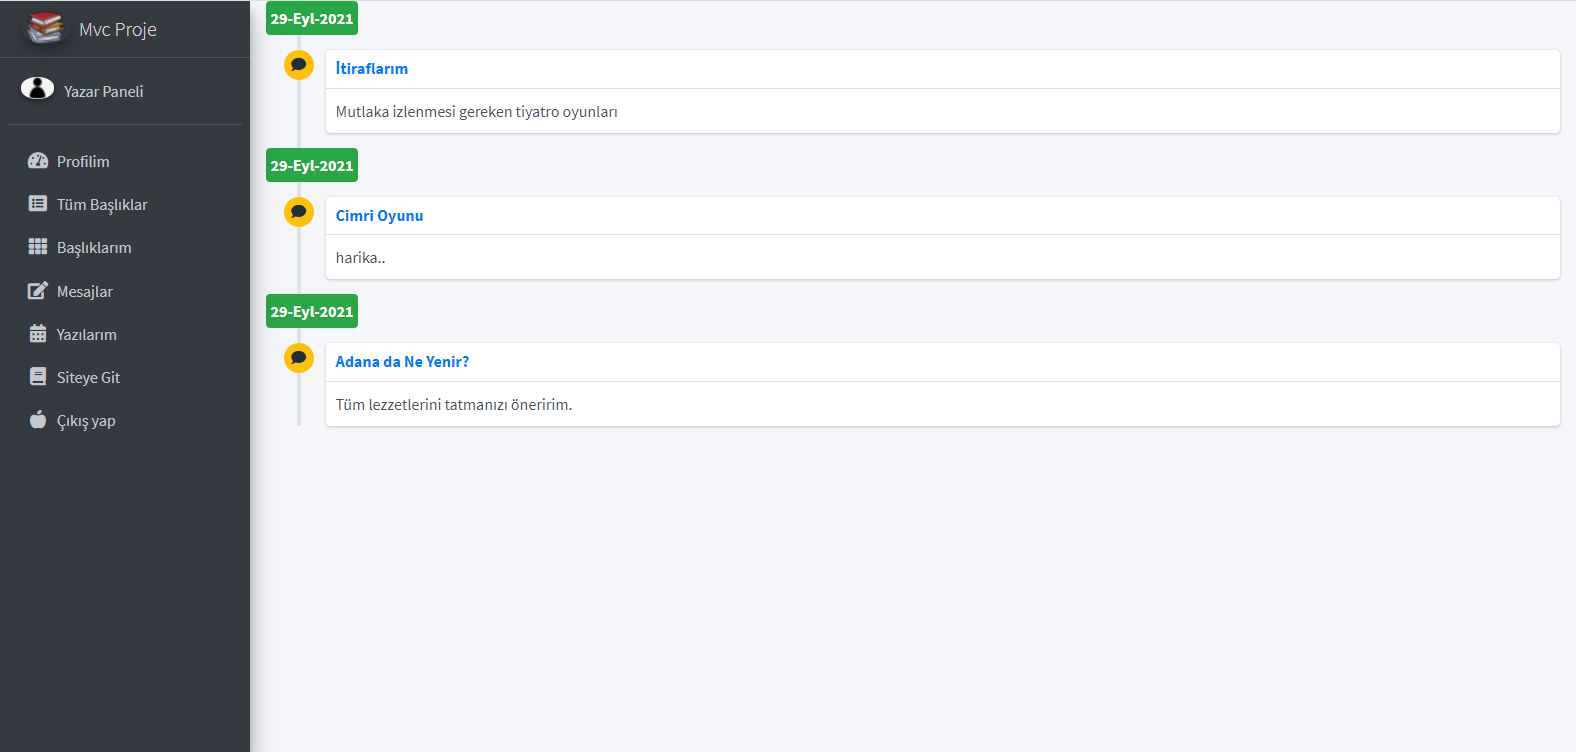 Mvc Proje
Yazar Paneli
Profilim
Tüm Başlıklar
Başlıklarım
Mesajlar
Yazılarım
Siteye Git
Çıkış yap
29-Eyl-2021
İtiraflarım
Mutlaka izlenmesi gereken tiyatro oyunları
29-Eyl-2021
Cimri Oyunu
harika..
29-Eyl-2021
Adana da Ne Yenir?
Tüm lezzetlerini tatmanızı öneririm.